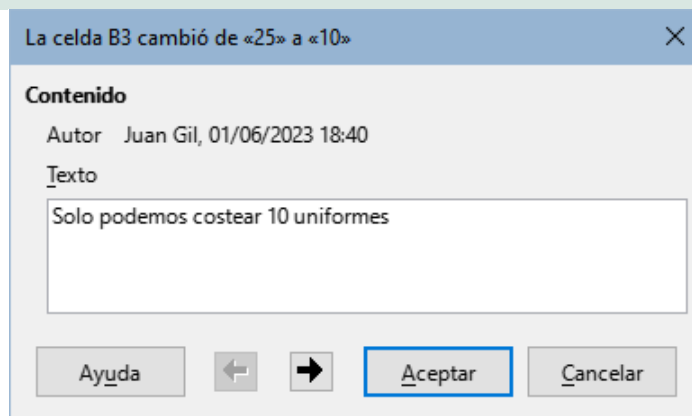 La celda B3 cambió de «25» a «10»
Contenido
Autor Juan Gil, 01/06/2023 18:40
Texto
Solo podemos costear 10 uniformes
Ayuda Aceptar Cancelar